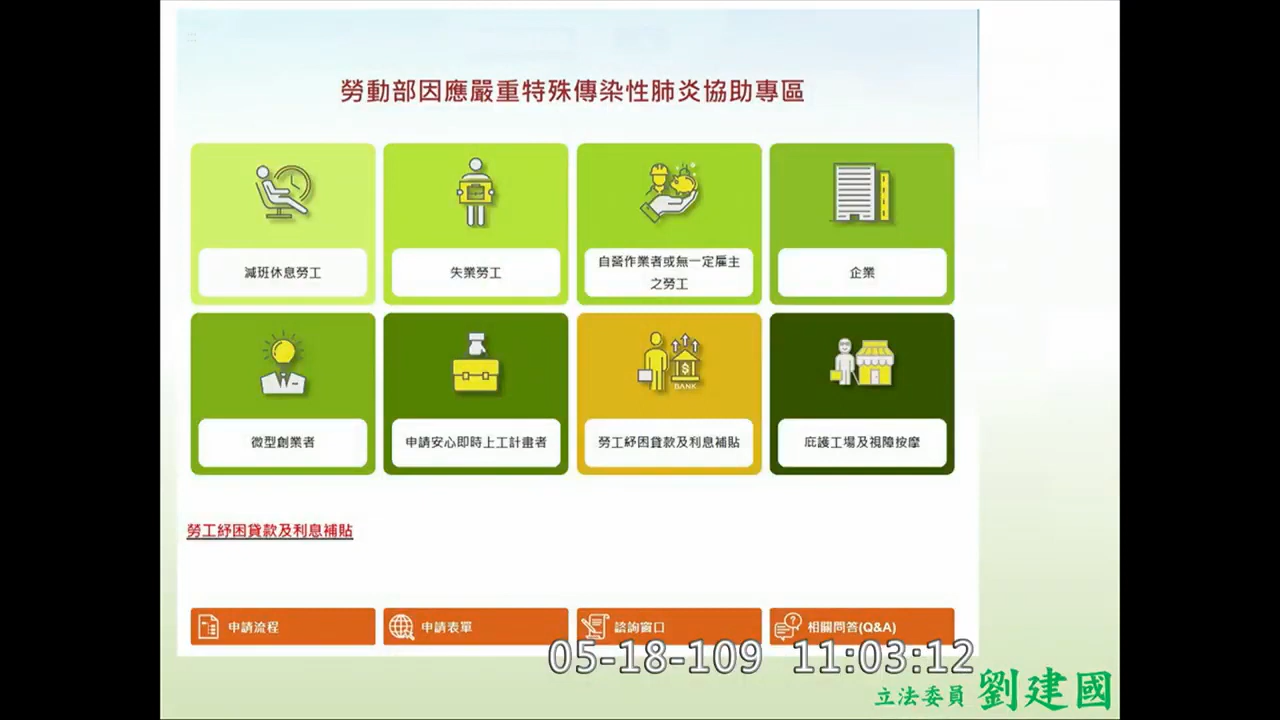 勞動部因應嚴重特殊傳染性肺炎協助專區
減班休息勞工
失業勞工
自營作業者或無一定雇主
之勞工
企業
微型創業者
申請安心即時上工計畫者
BANK
勞工紓困貸款及利息補貼
庇護工場及視障按摩
勞工紓困貸款及利息補貼
申請流程
申請表單
諮詢窗口
相關問答(Q&A)
05-18-109 11:03:12
立法委員 劉建國